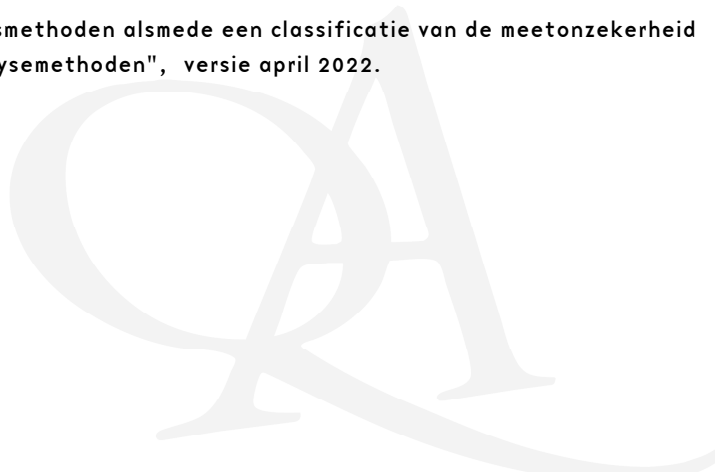 smethoden alsmede een classificatie van de meetonzekerheid
ysemethoden", versie april 2022.